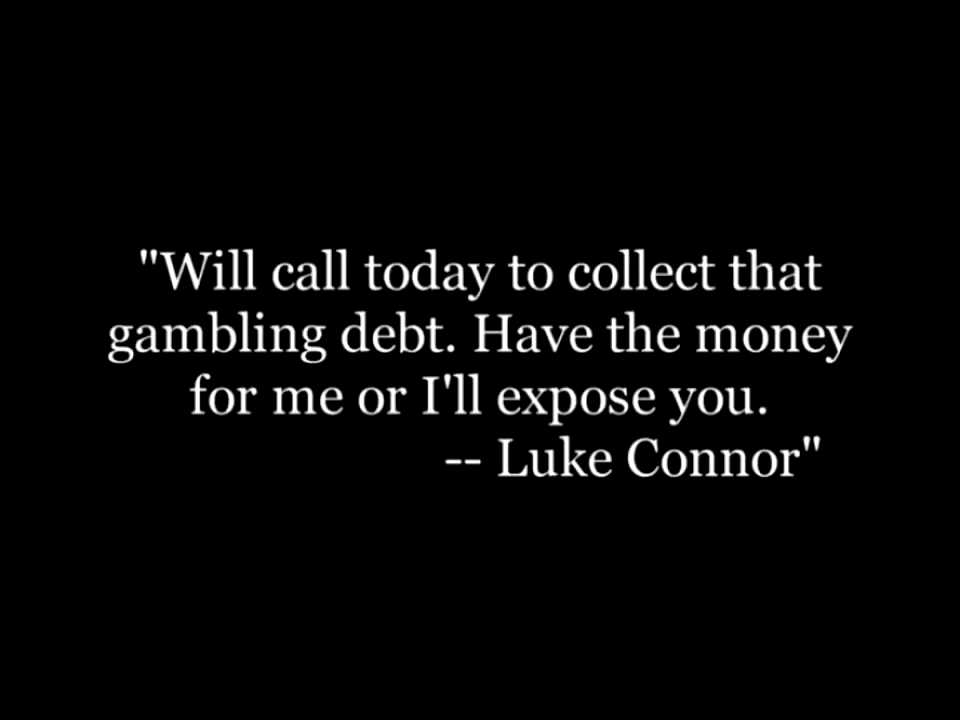 "Will call today to collect that
gambling debt. Have the money
for me or I'll expose you.
-- Luke Connor"